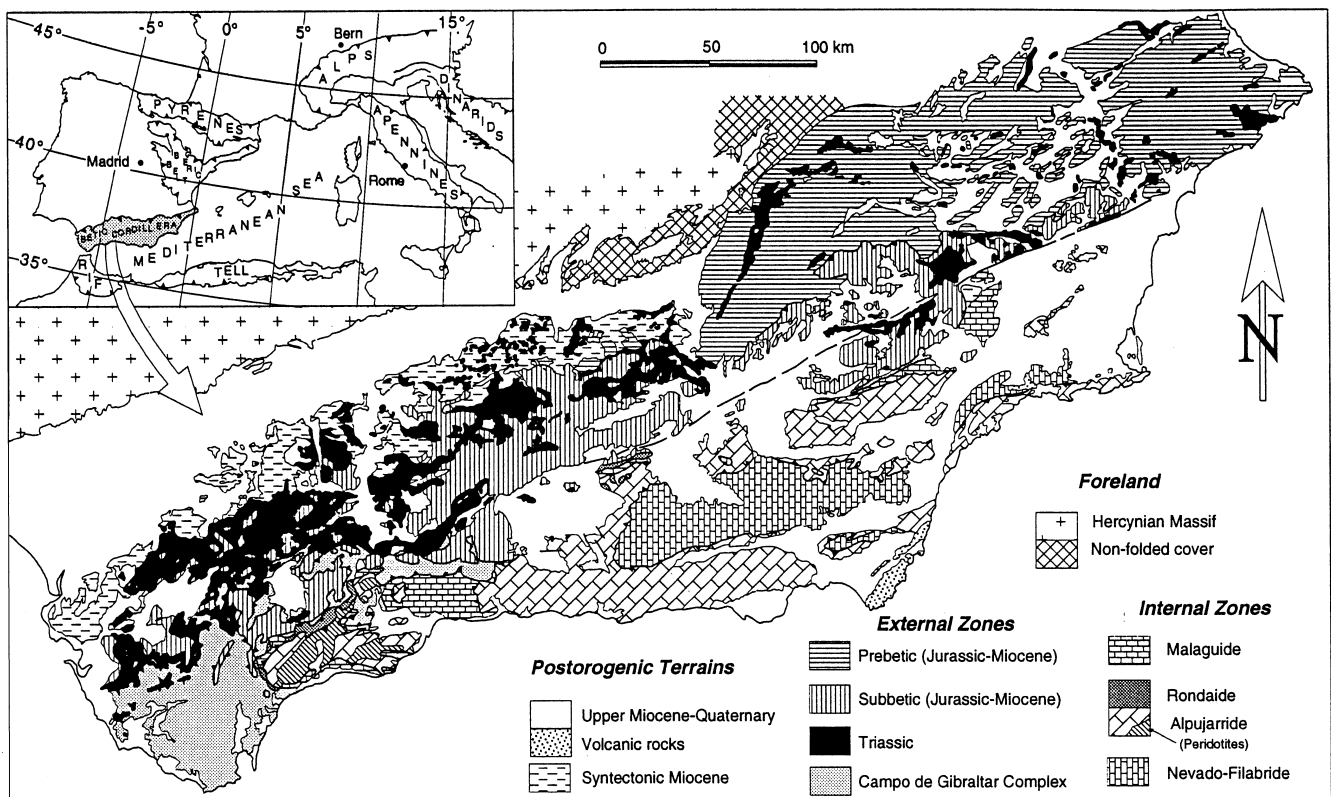 45°
-5°
0°
Bern
15°
ALPS
DINARIDS
PYRENEES
APENNINES
40°
Madrid
IBERIC BELT
Rome
MEDITERRANEAN SEA
BETIC CORDILLERA
35°
RIF
TELL
0 50 100 km
N
Foreland
Hercynian Massif
Non-folded cover
Postorogenic Terrains
Upper Miocene-Quaternary
Volcanic rocks
Syntectonic Miocene
External Zones
Prebetic (Jurassic-Miocene)
Subbetic (Jurassic-Miocene)
Triassic
Campo de Gibraltar Complex
Internal Zones
Malaguide
Rondaide
Alpujarride
(Peridotites)
Nevado-Filabride